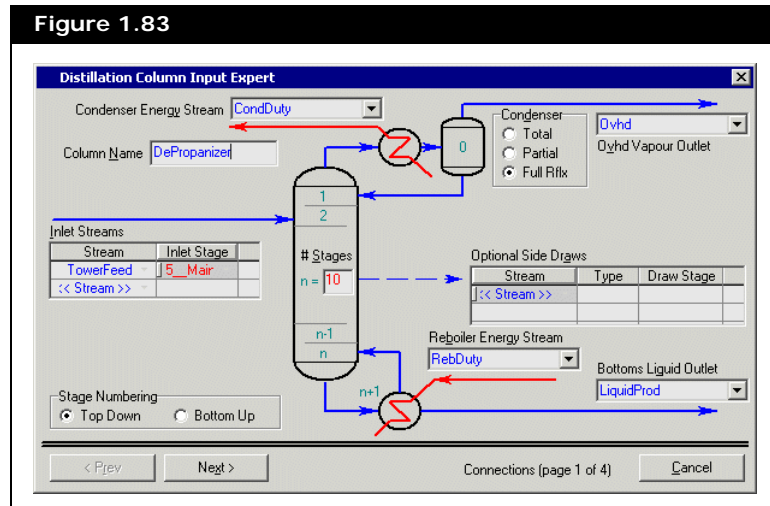 Figure 1.83
Distillation Column Input Expert
Condenser Energy Stream CondDuty
Column Name DePropanizer
0
Condenser
Total
Partial
Full Rflx
Ovhd
Ovhd Vapour Outlet
1
2
Inlet Streams
Stream Inlet Stage
TowerFeed 5__Mair
<< Stream >>
# Stages
n = 10
Optional Side Draws
Stream Type Draw Stage
<< Stream >>
n-1
n
n+1
Reboiler Energy Stream
RebDuty
Bottoms Liquid Outlet
LiquidProd
Stage Numbering
Top Down Bottom Up
< Prev Next > Connections (page 1 of 4) Cancel